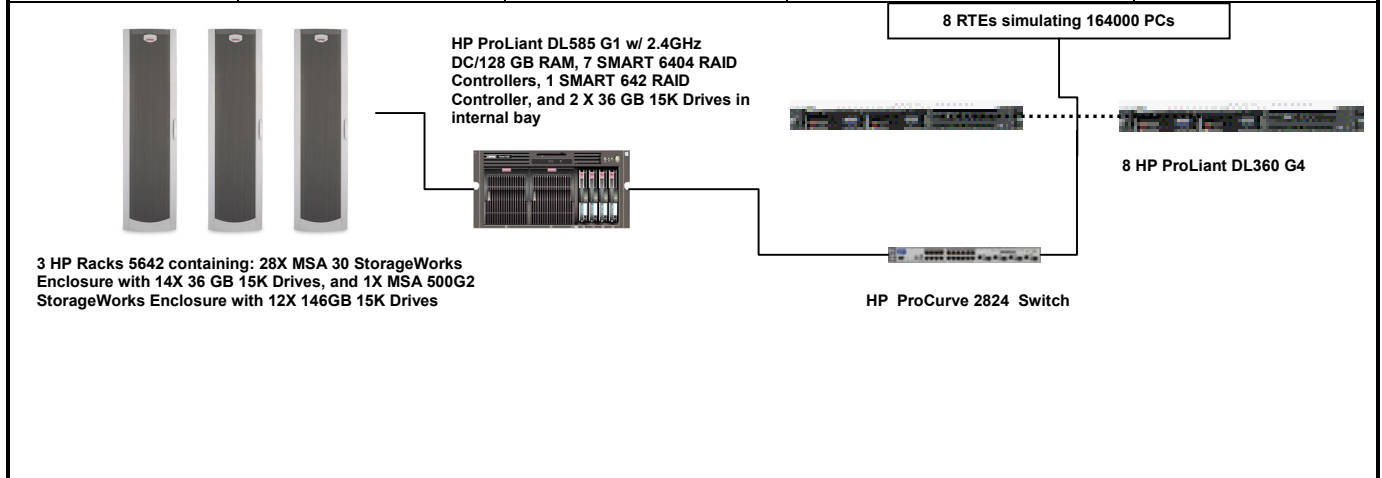 8 RTEs simulating 164000 PCs
HP ProLiant DL585 G1 w/ 2.4GHz
DC/128 GB RAM, 7 SMART 6404 RAID
Controllers, 1 SMART 642 RAID
Controller, and 2 X 36 GB 15K Drives in
internal bay
8 HP ProLiant DL360 G4
3 HP Racks 5642 containing: 28X MSA 30 StorageWorks
Enclosure with 14X 36 GB 15K Drives, and 1X MSA 500G2
StorageWorks Enclosure with 12X 146GB 15K Drives
HP ProCurve 2824 Switch